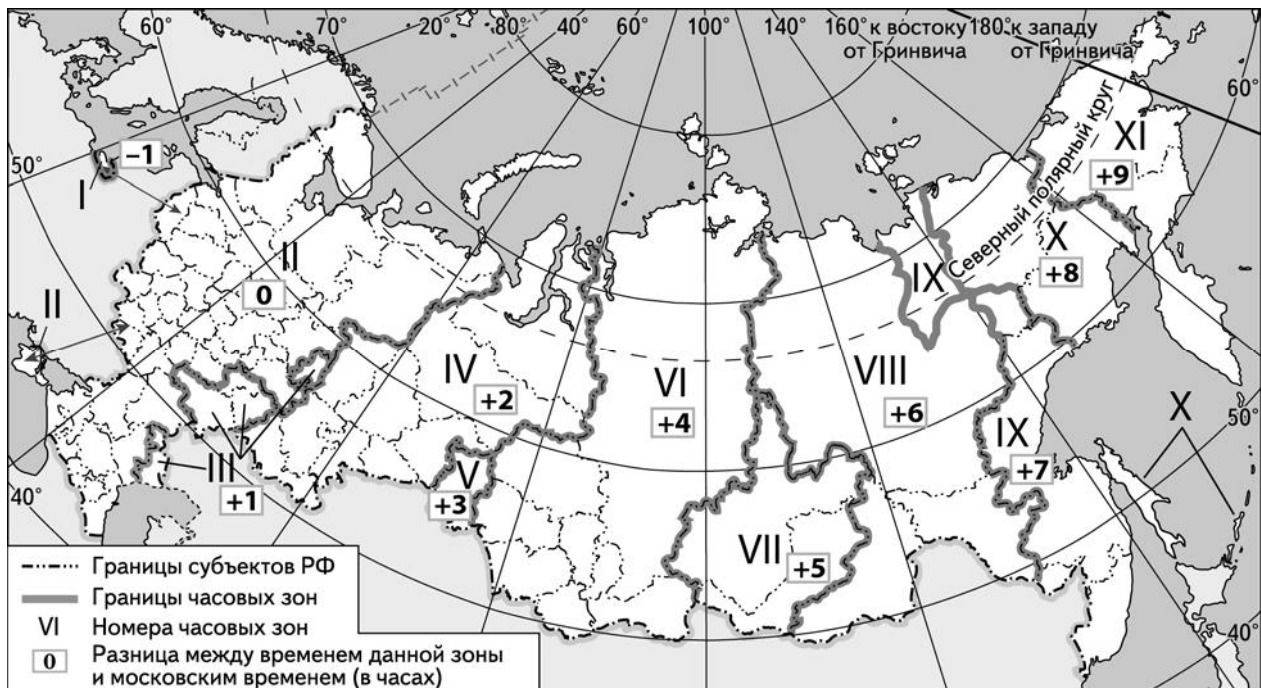 60° 70° 20° 40° 60° 80° 100° 120° 140° 160° к востоку 180° к западу
от Гринвича от Гринвича
60°
50°
–1
I
Северный полярный круг
XI
+9
II
0
X
+8
IX
II
IV
+2
VI
+4
VIII
+6
X
50°
IX
+7
III
+1
V
+3
40°
VII
+5
40°
Границы субъектов РФ
Границы часовых зон
VI Номера часовых зон
0 Разница между временем данной зоны
и московским временем (в часах)